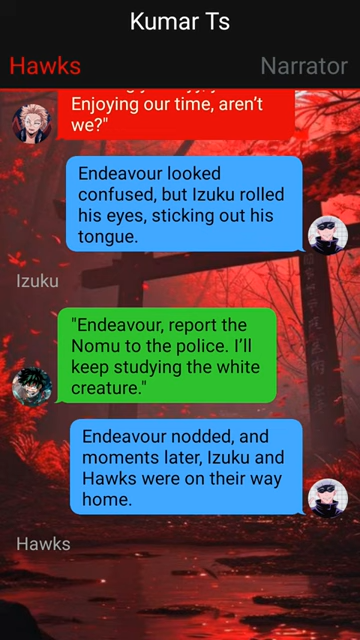 Kumar Ts
Hawks
Narrator
Enjoying our time, aren't
we?"
Endeavour looked
confused, but Izuku rolled
his eyes, sticking out his
tongue.
Izuku
"Endeavour, report the
Nomu to the police. I'll
keep studying the white
creature."
Endeavour nodded, and
moments later, Izuku and
Hawks were on their way
home.
Hawks